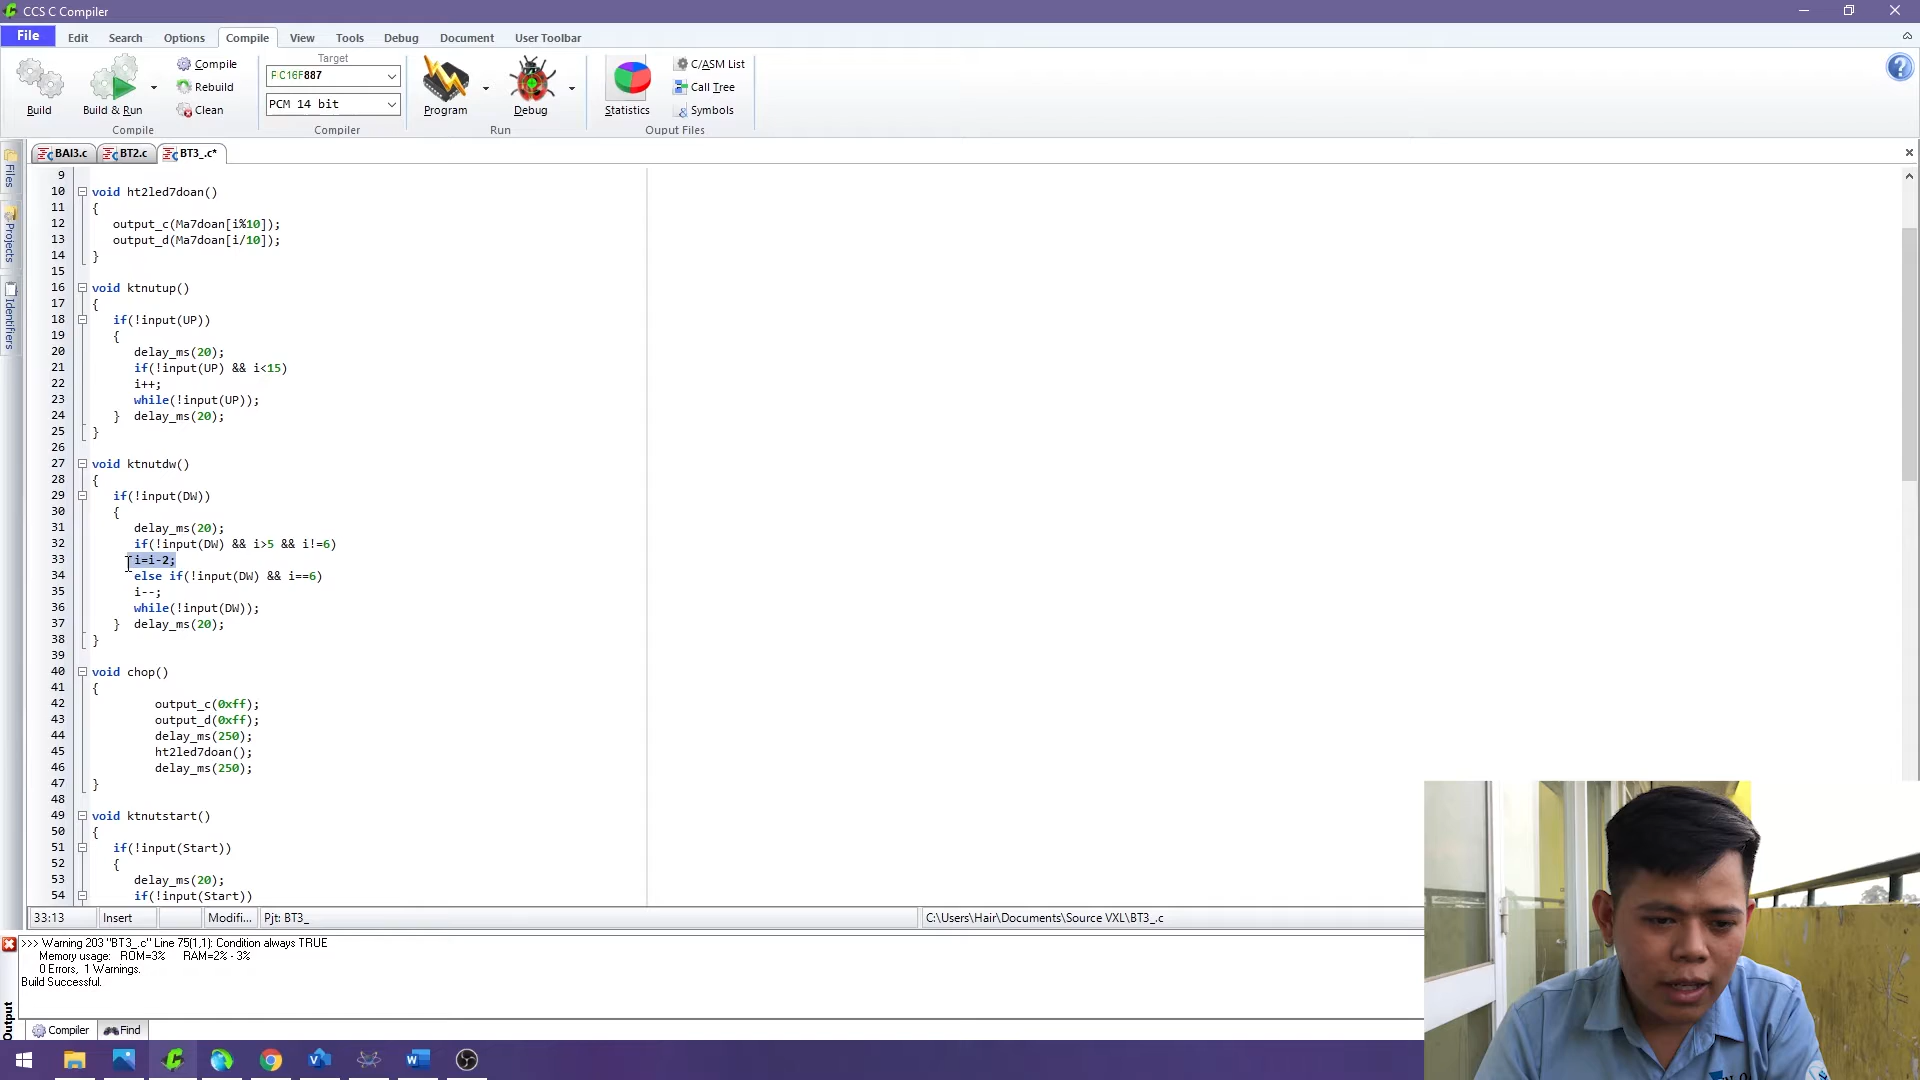 CCS C Compiler
File Edit Search Options Compile View Tools Debug Document User Toolbar
Build
Build & Run
Compile
Rebuild
Clean
Compile
Target
PIC16F887
PCM 14 bit
Compiler
Program
Debug
Run
Statistics
C/ASM List
Call Tree
Symbols
Ouput Files
Files
Projects
Identifiers
BAI3.c BT2.c BT3_.c*
9
10 void ht2led7doan()
11 {
12 output_c(Ma7doan[i%10]);
13 output_d(Ma7doan[i/10]);
14 }
15
16 void ktnutup()
17 {
18 if(!input(UP))
19 {
20 delay_ms(20);
21 if(!input(UP) && i<15)
22 i++;
23 while(!input(UP));
24 } delay_ms(20);
25 }
26
27 void ktnutdw()
28 {
29 if(!input(DW))
30 {
31 delay_ms(20);
32 if(!input(DW) && i>5 && i!=6)
33 i=i-2;
34 else if(!input(DW) && i==6)
35 i--;
36 while(!input(DW));
37 } delay_ms(20);
38 }
39
40 void chop()
41 {
42 output_c(0xff);
43 output_d(0xff);
44 delay_ms(250);
45 ht2led7doan();
46 delay_ms(250);
47 }
48
49 void ktnutstart()
50 {
51 if(!input(Start))
52 {
53 delay_ms(20);
54 if(!input(Start))
33:13 Insert Modifi... Pjt: BT3_ C:\Users\Hair\Documents\Source VXL\BT3_.c
>>> Warning 203 "BT3_.c" Line 75(1,1): Condition always TRUE
Memory usage: ROM=3% RAM=2% - 3%
0 Errors, 1 Warnings.
Build Successful.
Output
Compiler Find